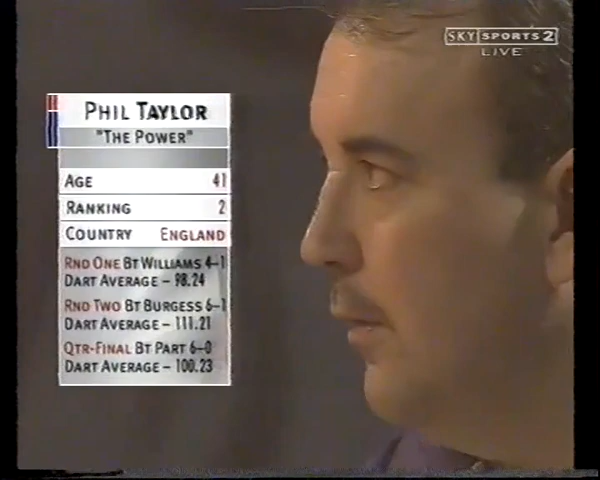 SKY SPORTS 2
LIVE
PHIL TAYLOR
"THE POWER"
AGE 41
RANKING 2
COUNTRY ENGLAND
RND ONE BT WILLIAMS 4-1
DART AVERAGE - 98.24
RND TWO BT BURGESS 6-1
DART AVERAGE - 111.21
QTR-FINAL BT PART 6-0
DART AVERAGE - 100.23